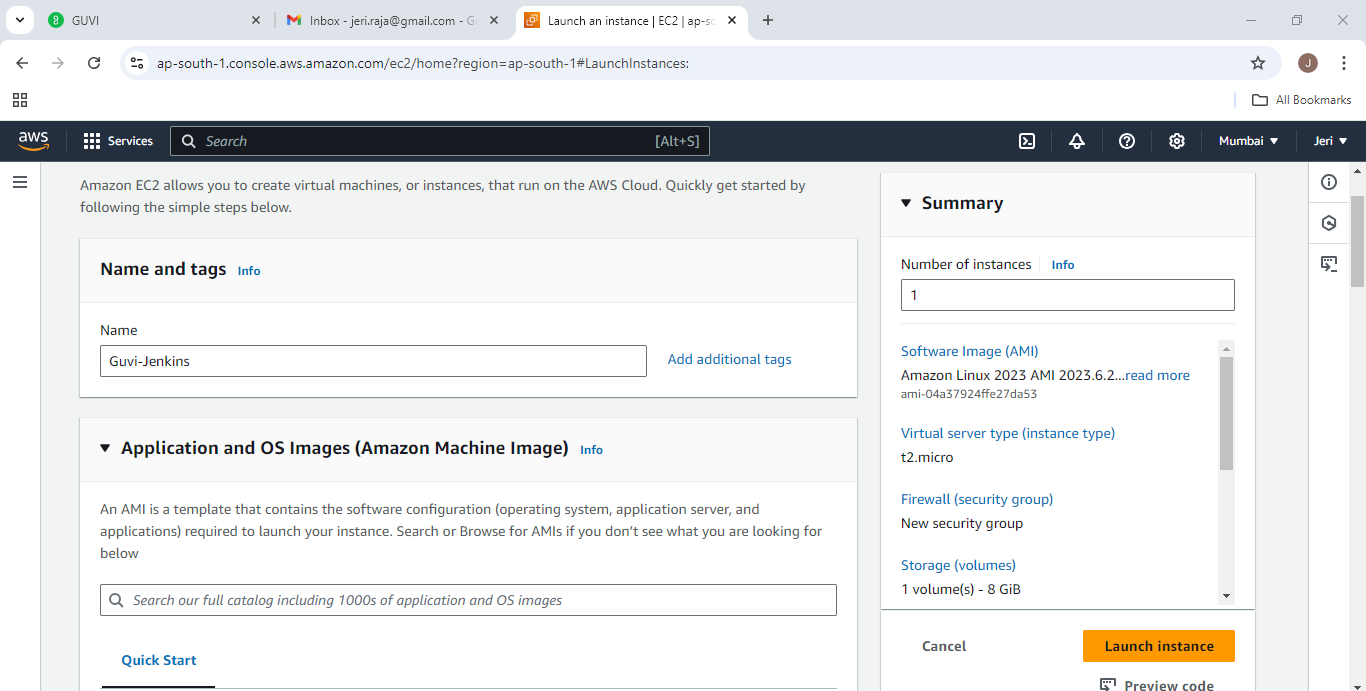 GUVI
Inbox - jeri.raja@gmail.com - G
Launch an instance | EC2 | ap-so
ap-south-1.console.aws.amazon.com/ec2/home?region=ap-south-1#LaunchInstances:
J
All Bookmarks
aws
Services
Search
[Alt+S]
Mumbai
Jeri
Amazon EC2 allows you to create virtual machines, or instances, that run on the AWS Cloud. Quickly get started by
following the simple steps below.
Name and tags Info
Name
Guvi-Jenkins
Add additional tags
Application and OS Images (Amazon Machine Image) Info
An AMI is a template that contains the software configuration (operating system, application server, and
applications) required to launch your instance. Search or Browse for AMIs if you don't see what you are looking for
below
Search our full catalog including 1000s of application and OS images
Quick Start
Summary
Number of instances Info
1
Software Image (AMI)
Amazon Linux 2023 AMI 2023.6.2...read more
ami-04a37924ffe27da53
Virtual server type (instance type)
t2.micro
Firewall (security group)
New security group
Storage (volumes)
1 volume(s) - 8 GiB
Cancel
Launch instance
Preview code